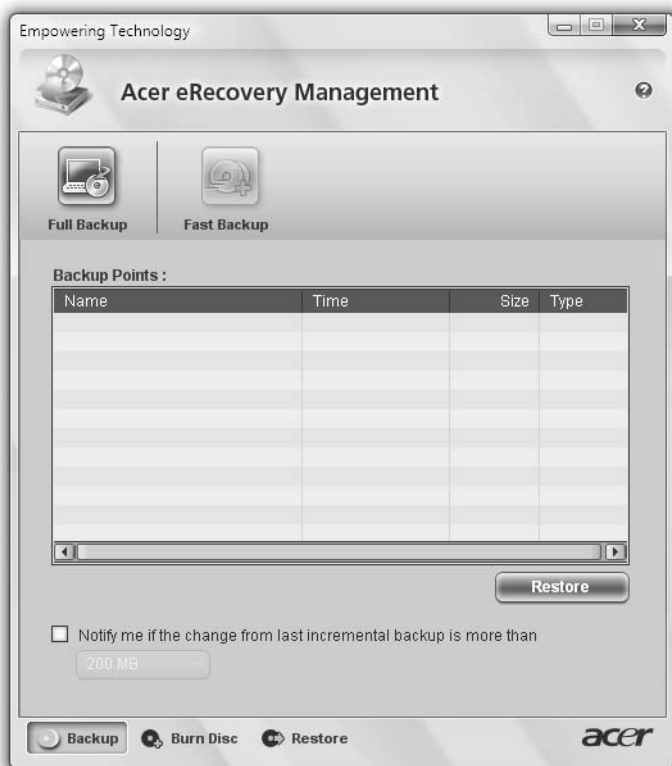 Empowering Technology
Acer eRecovery Management
Full Backup
Fast Backup
Backup Points :
Name Time Size Type
Restore
Notify me if the change from last incremental backup is more than
200 MB
Backup Burn Disc Restore acer